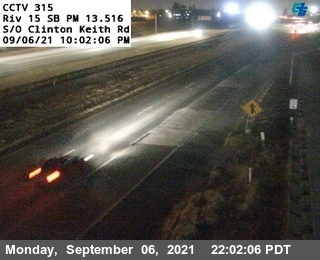 CCTV 315
Riv 15 SB PM 13.516
S/O Clinton Keith Rd
09/06/21 10:02:06 PM
Monday, September 06, 2021 22:02:06 PDT